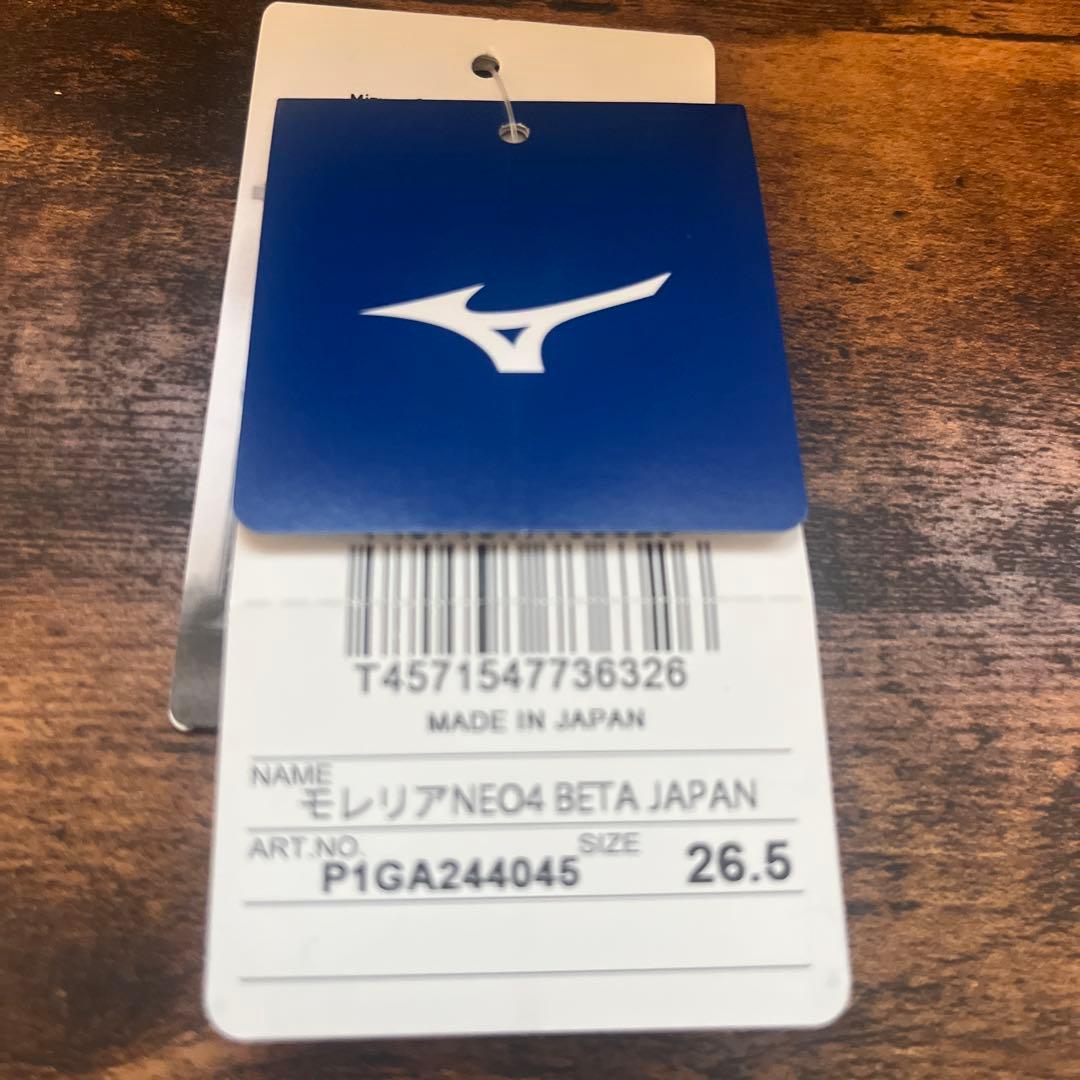 T4571547736326
MADE IN JAPAN
NAME
モレリアNEO4 BETA JAPAN
ART.NO. SIZE
P1GA244045 26.5